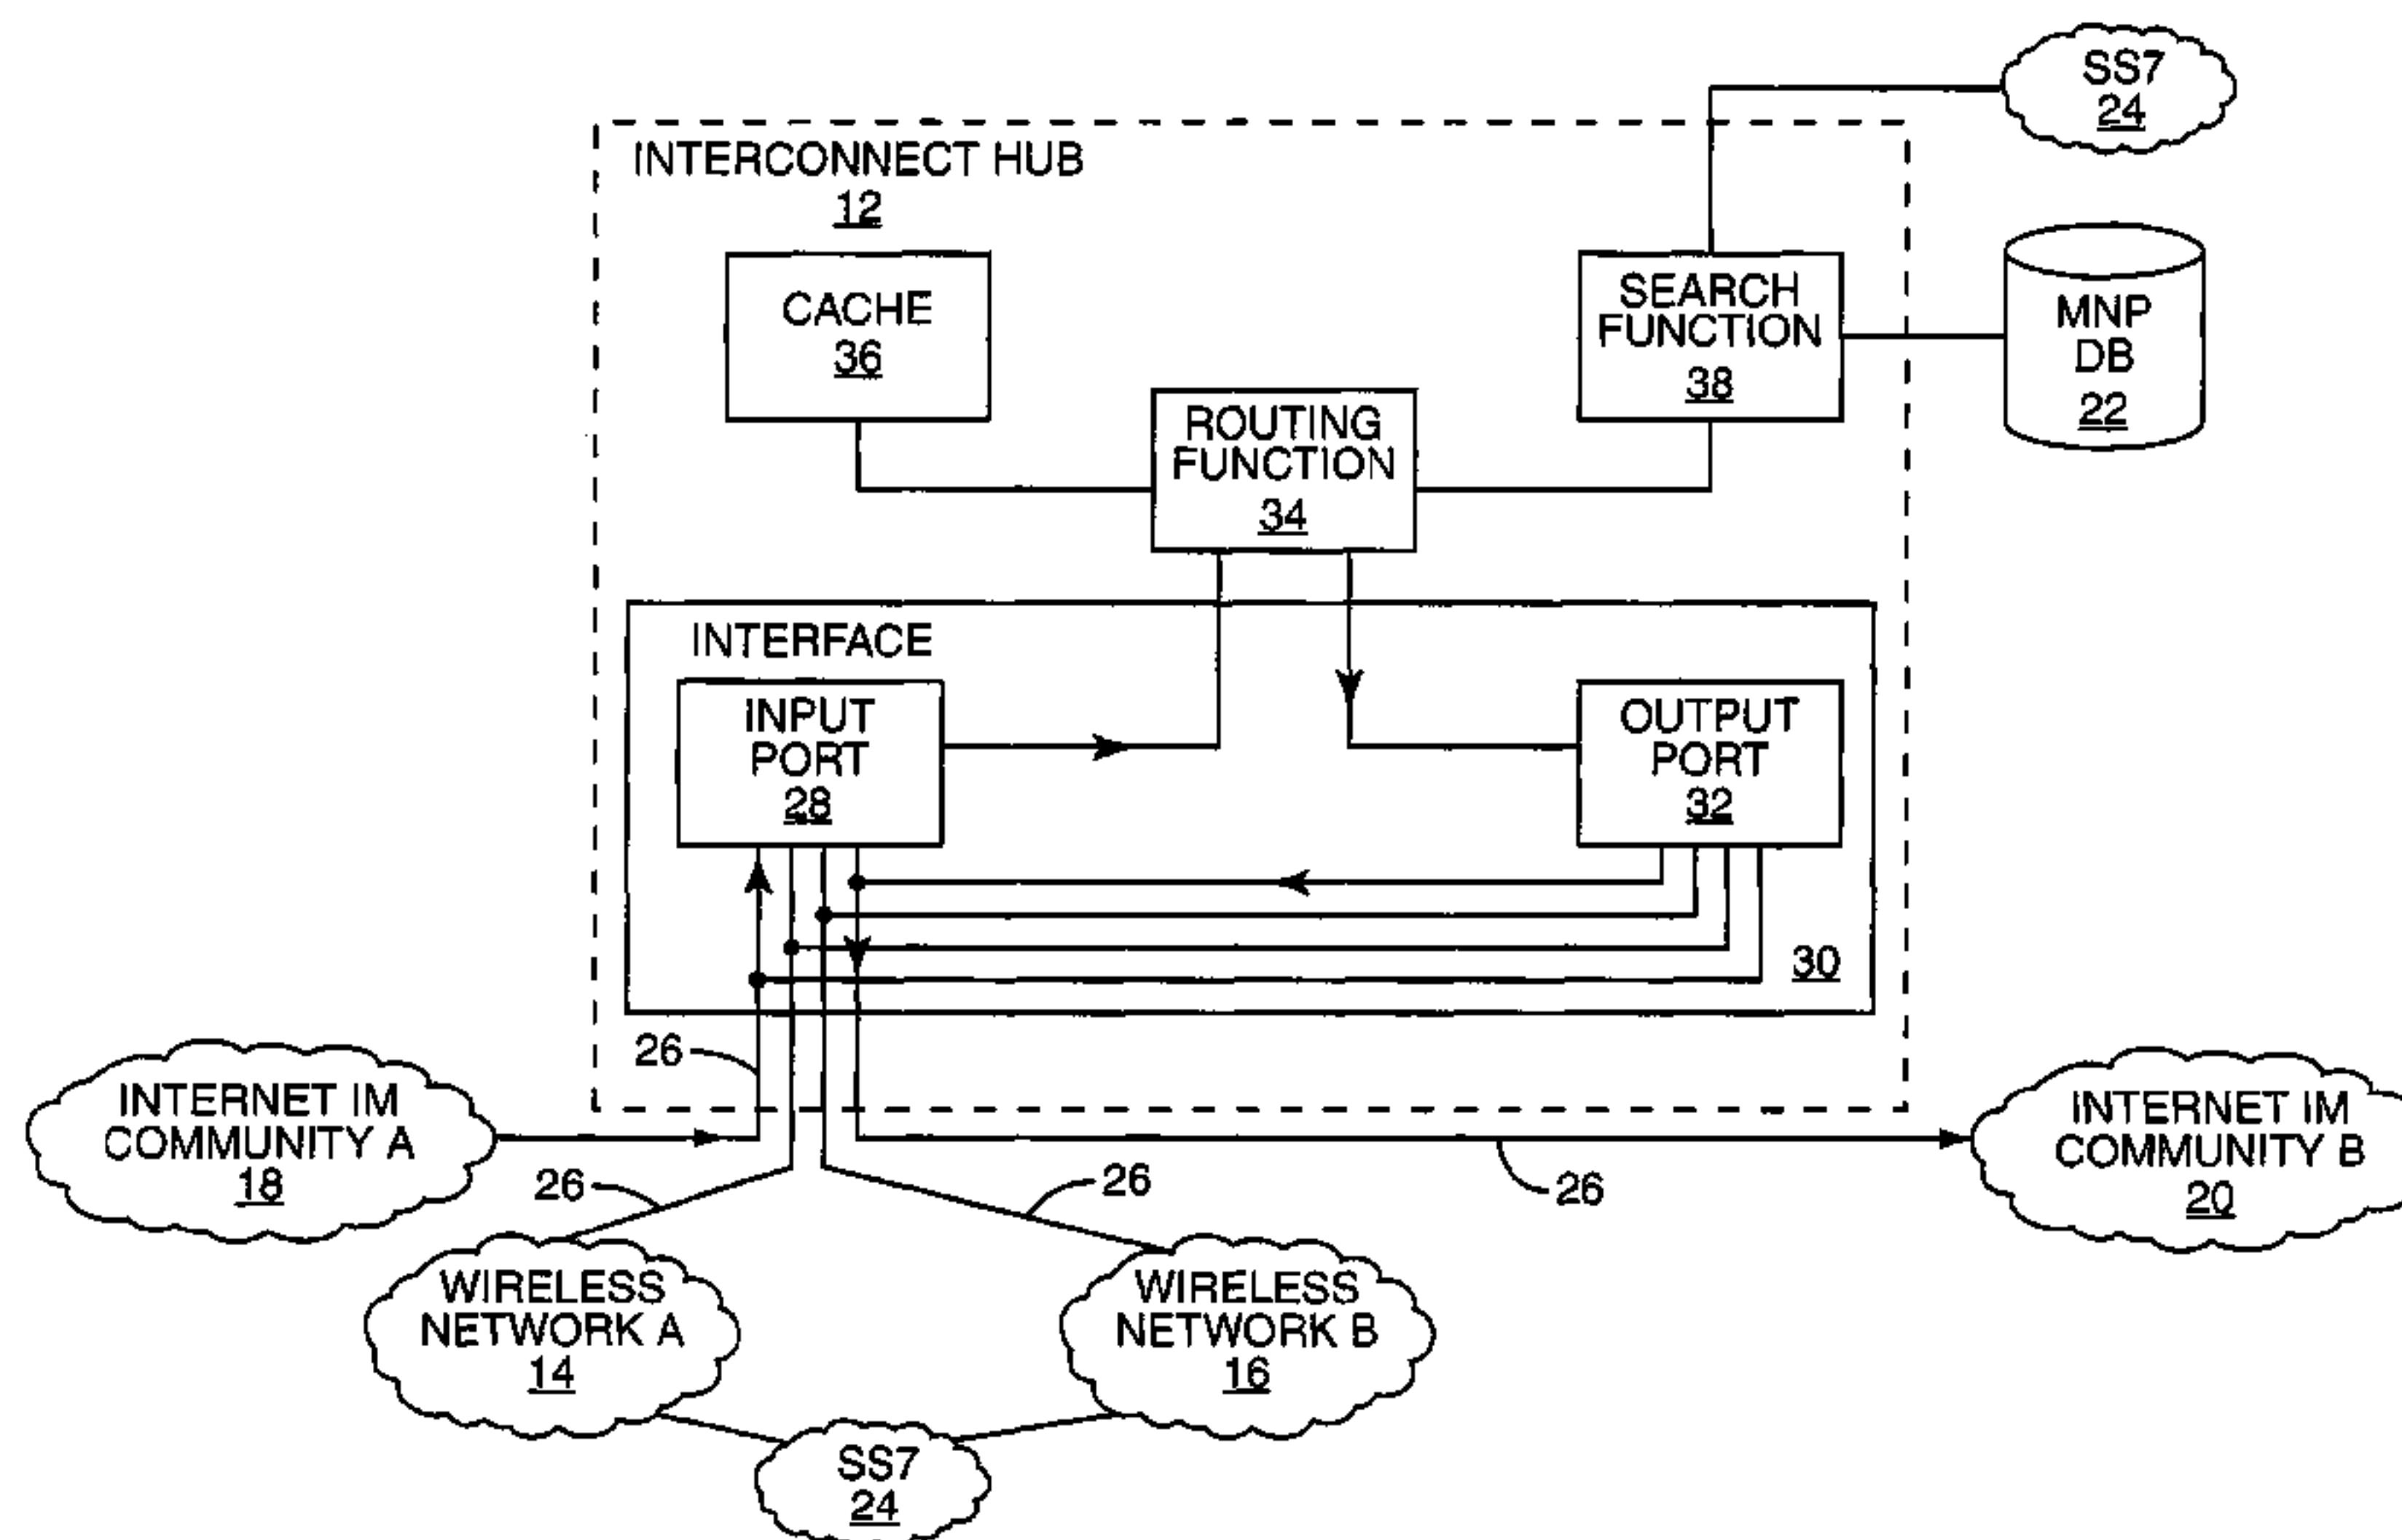 SS7
24
INTERCONNECT HUB
12
CACHE
36
SEARCH
FUNCTION
38
MNP
DB
22
ROUTING
FUNCTION
34
INTERFACE
INPUT
PORT
28
OUTPUT
PORT
32
30
26
INTERNET IM
COMMUNITY A
18
INTERNET IM
COMMUNITY B
20
26
26
26
WIRELESS
NETWORK A
14
WIRELESS
NETWORK B
16
SS7
24